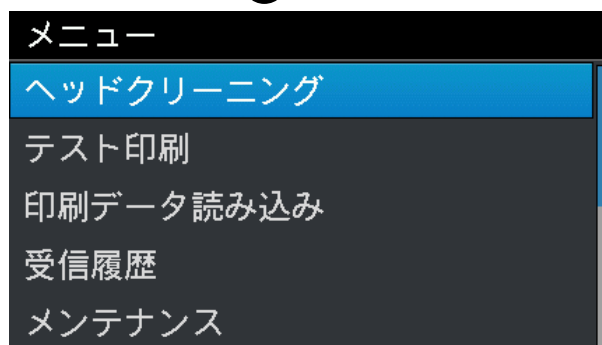 メニュー
ヘッドクリーニング
テスト印刷
印刷データ読み込み
受信履歴
メンテナンス